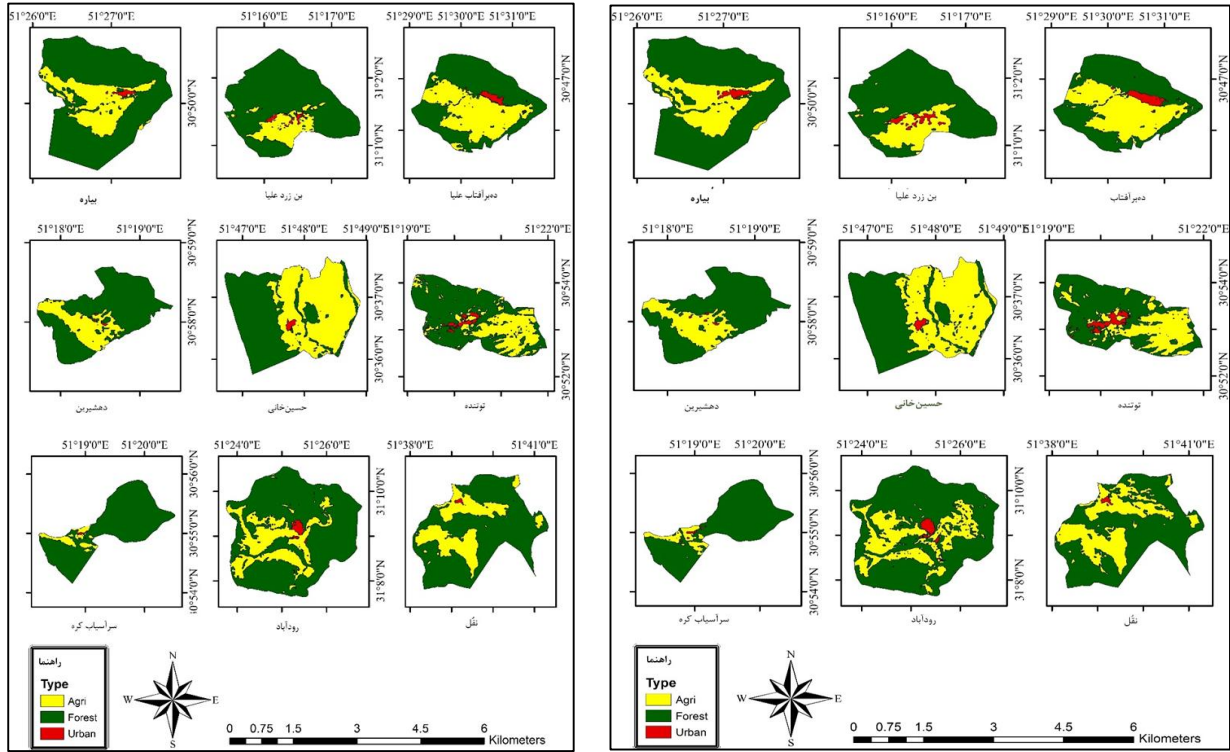 51°26'0"E 51°27'0"E
51°16'0"E 51°17'0"E
51°29'0"E 51°30'0"E 51°31'0"E
30°50'0"N
31°2'0"N
31°1'0"N
30°47'0"N
بیاره
بن زرد علیا
ده‌برآفتاب علیا
51°18'0"E 51°19'0"E
51°47'0"E 51°48'0"E 51°49'0"E
51°19'0"E 51°22'0"E
30°59'0"N
30°58'0"N
30°37'0"N
30°36'0"N
30°54'0"N
30°52'0"N
دهشیرین
حسین‌خانی
توتنده
51°19'0"E 51°20'0"E
51°24'0"E 51°26'0"E
51°38'0"E 51°41'0"E
30°56'0"N
30°55'0"N
30°54'0"N
31°10'0"N
31°8'0"N
سرآسیاب کره
رودآباد
نقل
راهنما
Type
Agri
Forest
Urban
N
W E
S
0 0.75 1.5 3 4.5 6
Kilometers
51°26'0"E 51°27'0"E
51°16'0"E 51°17'0"E
51°29'0"E 51°30'0"E 51°31'0"E
30°50'0"N
31°2'0"N
31°1'0"N
30°47'0"N
بیاره
بن زرد علیا
ده‌برآفتاب
51°18'0"E 51°19'0"E
51°47'0"E 51°48'0"E 51°49'0"E
51°19'0"E 51°22'0"E
30°59'0"N
30°58'0"N
30°37'0"N
30°36'0"N
30°54'0"N
30°52'0"N
دهشیرین
حسین‌خانی
توتنده
51°19'0"E 51°20'0"E
51°24'0"E 51°26'0"E
51°38'0"E 51°41'0"E
30°56'0"N
30°55'0"N
30°54'0"N
31°10'0"N
31°8'0"N
سرآسیاب کره
رودآباد
نقل
راهنما
Type
Agri
Forest
Urban
N
W E
S
0 0.75 1.5 3 4.5 6
Kilometers